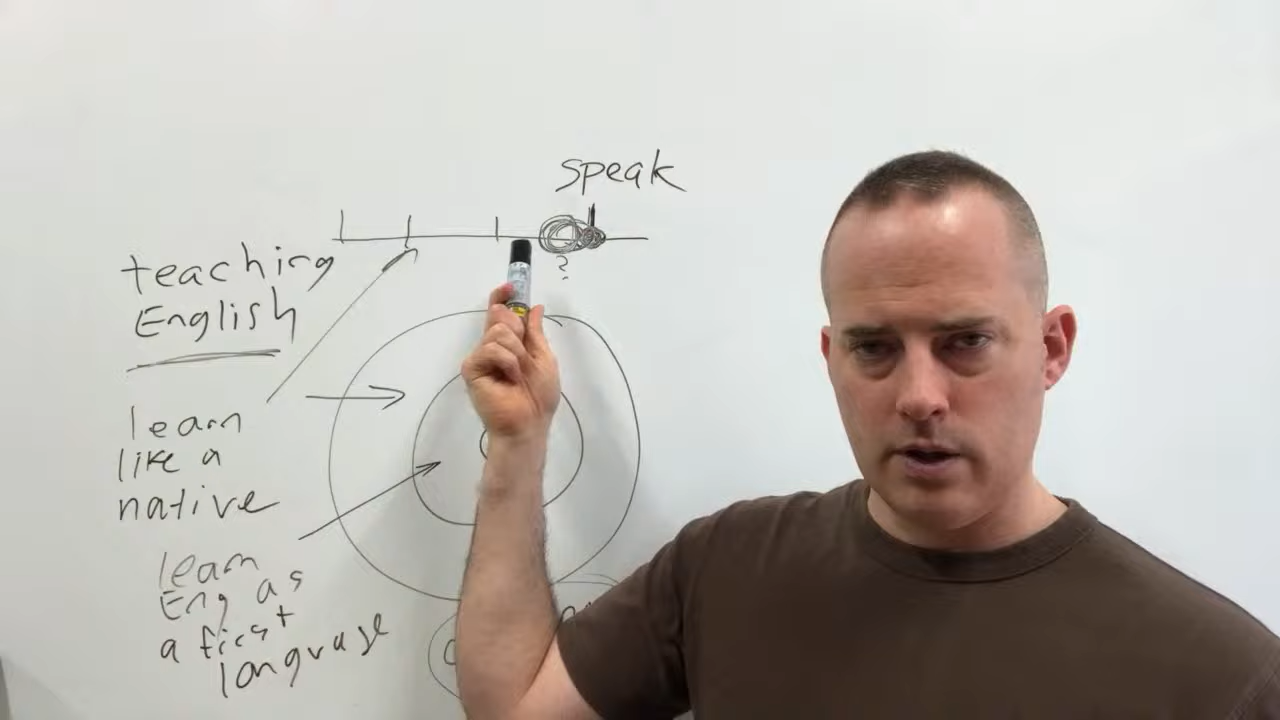 speak
?
teaching
English
learn
like a
native
learn
Eng as
a first
language